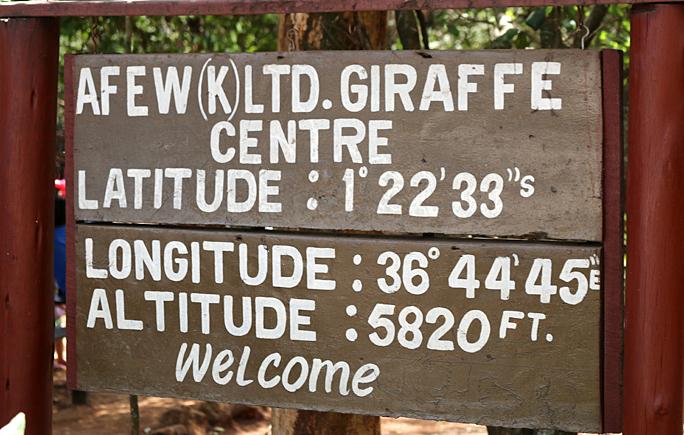 AFEW(K)LTD. GIRAFFE
CENTRE
LATITUDE : 1°22'33"S
LONGITUDE : 36°44'45"E
ALTITUDE : 5820 FT.
Welcome